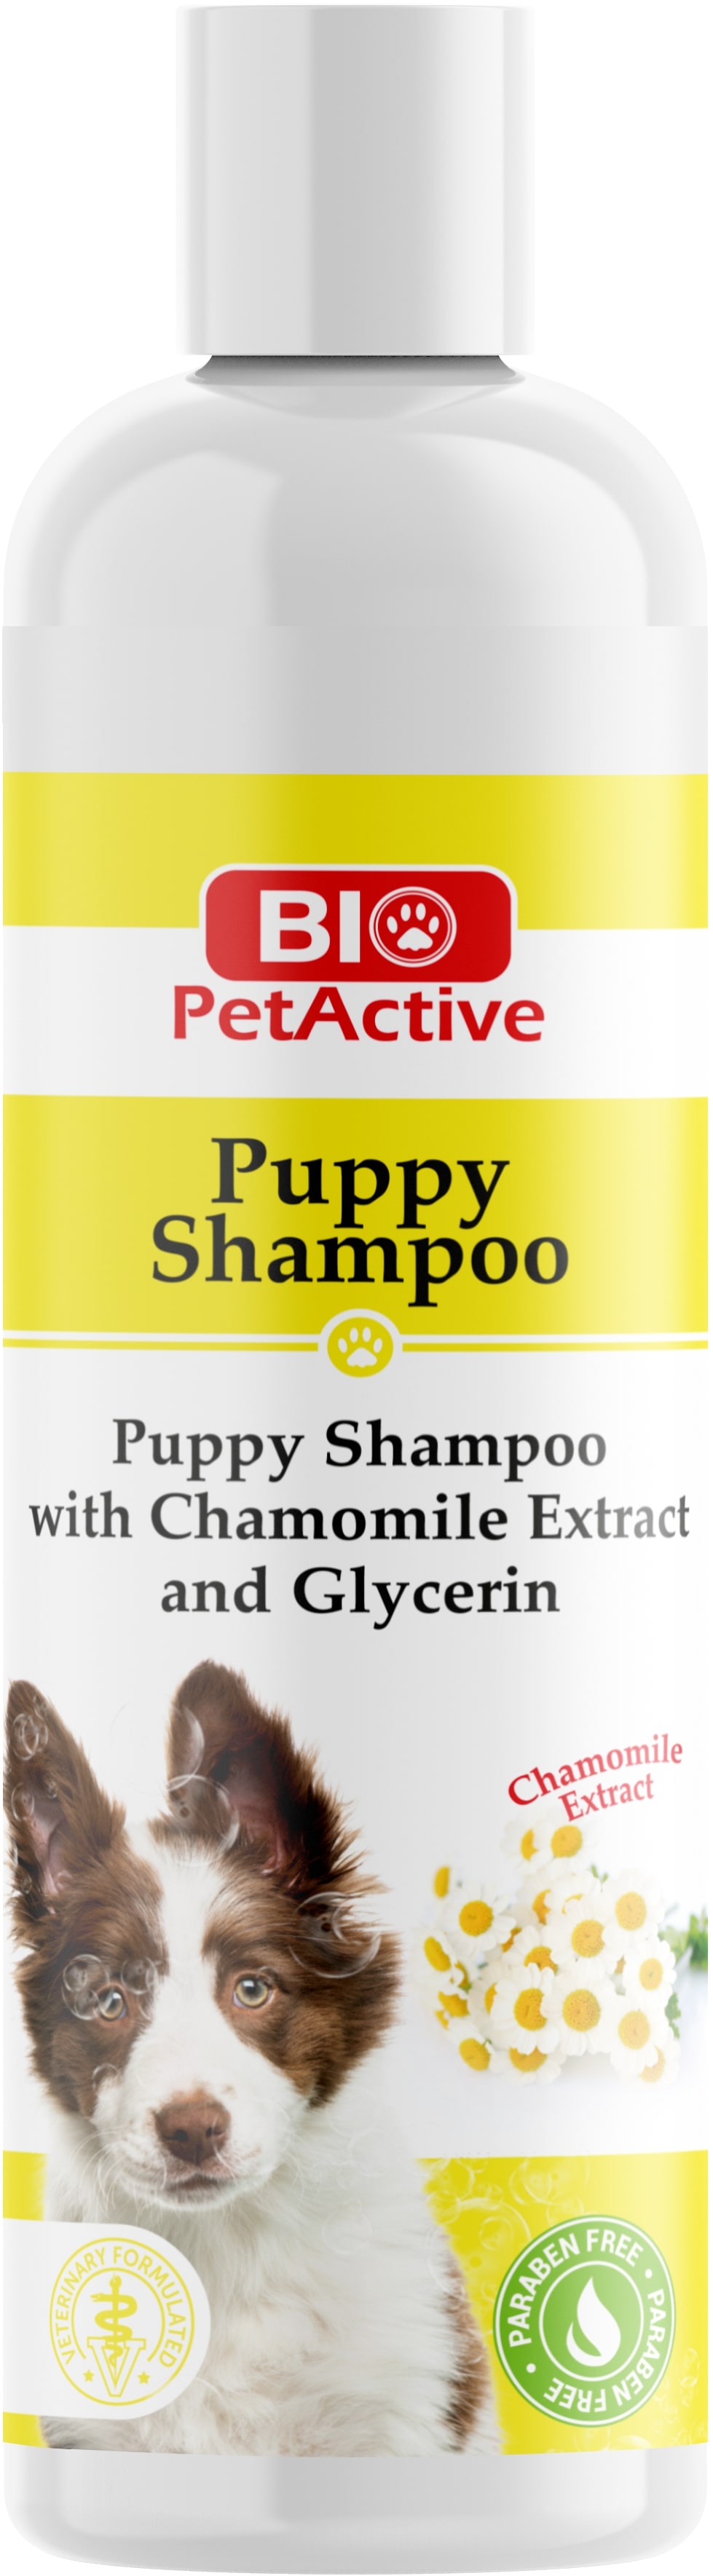 BIO
PetActive
Puppy
Shampoo
Puppy Shampoo
with Chamomile Extract
and Glycerin
Chamomile
Extract
VETERINARY FORMULATED
V
PARABEN FREE • PARABEN FREE •